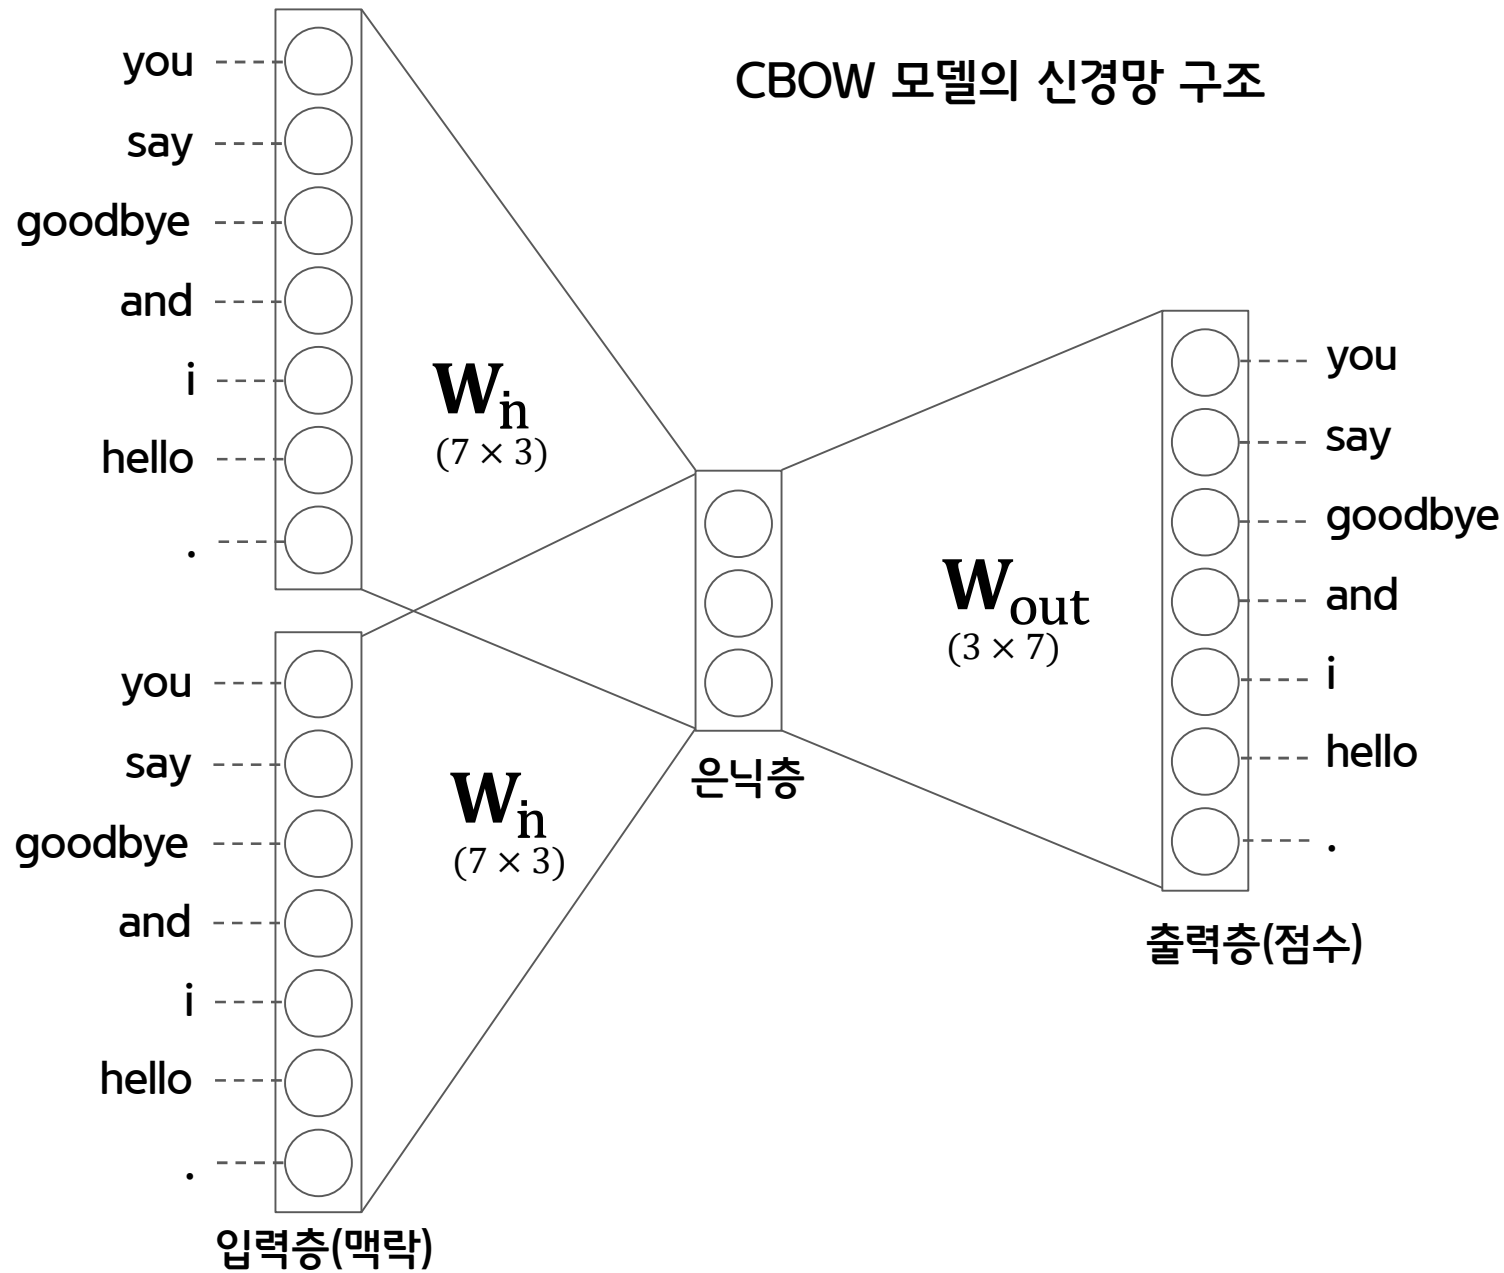 CBOW 모델의 신경망 구조
you
say
goodbye
and
i
hello
.
W_in
(7 × 3)
you
say
goodbye
and
i
hello
.
W_in
(7 × 3)
입력층(맥락)
은닉층
W_out
(3 × 7)
you
say
goodbye
and
i
hello
.
출력층(점수)